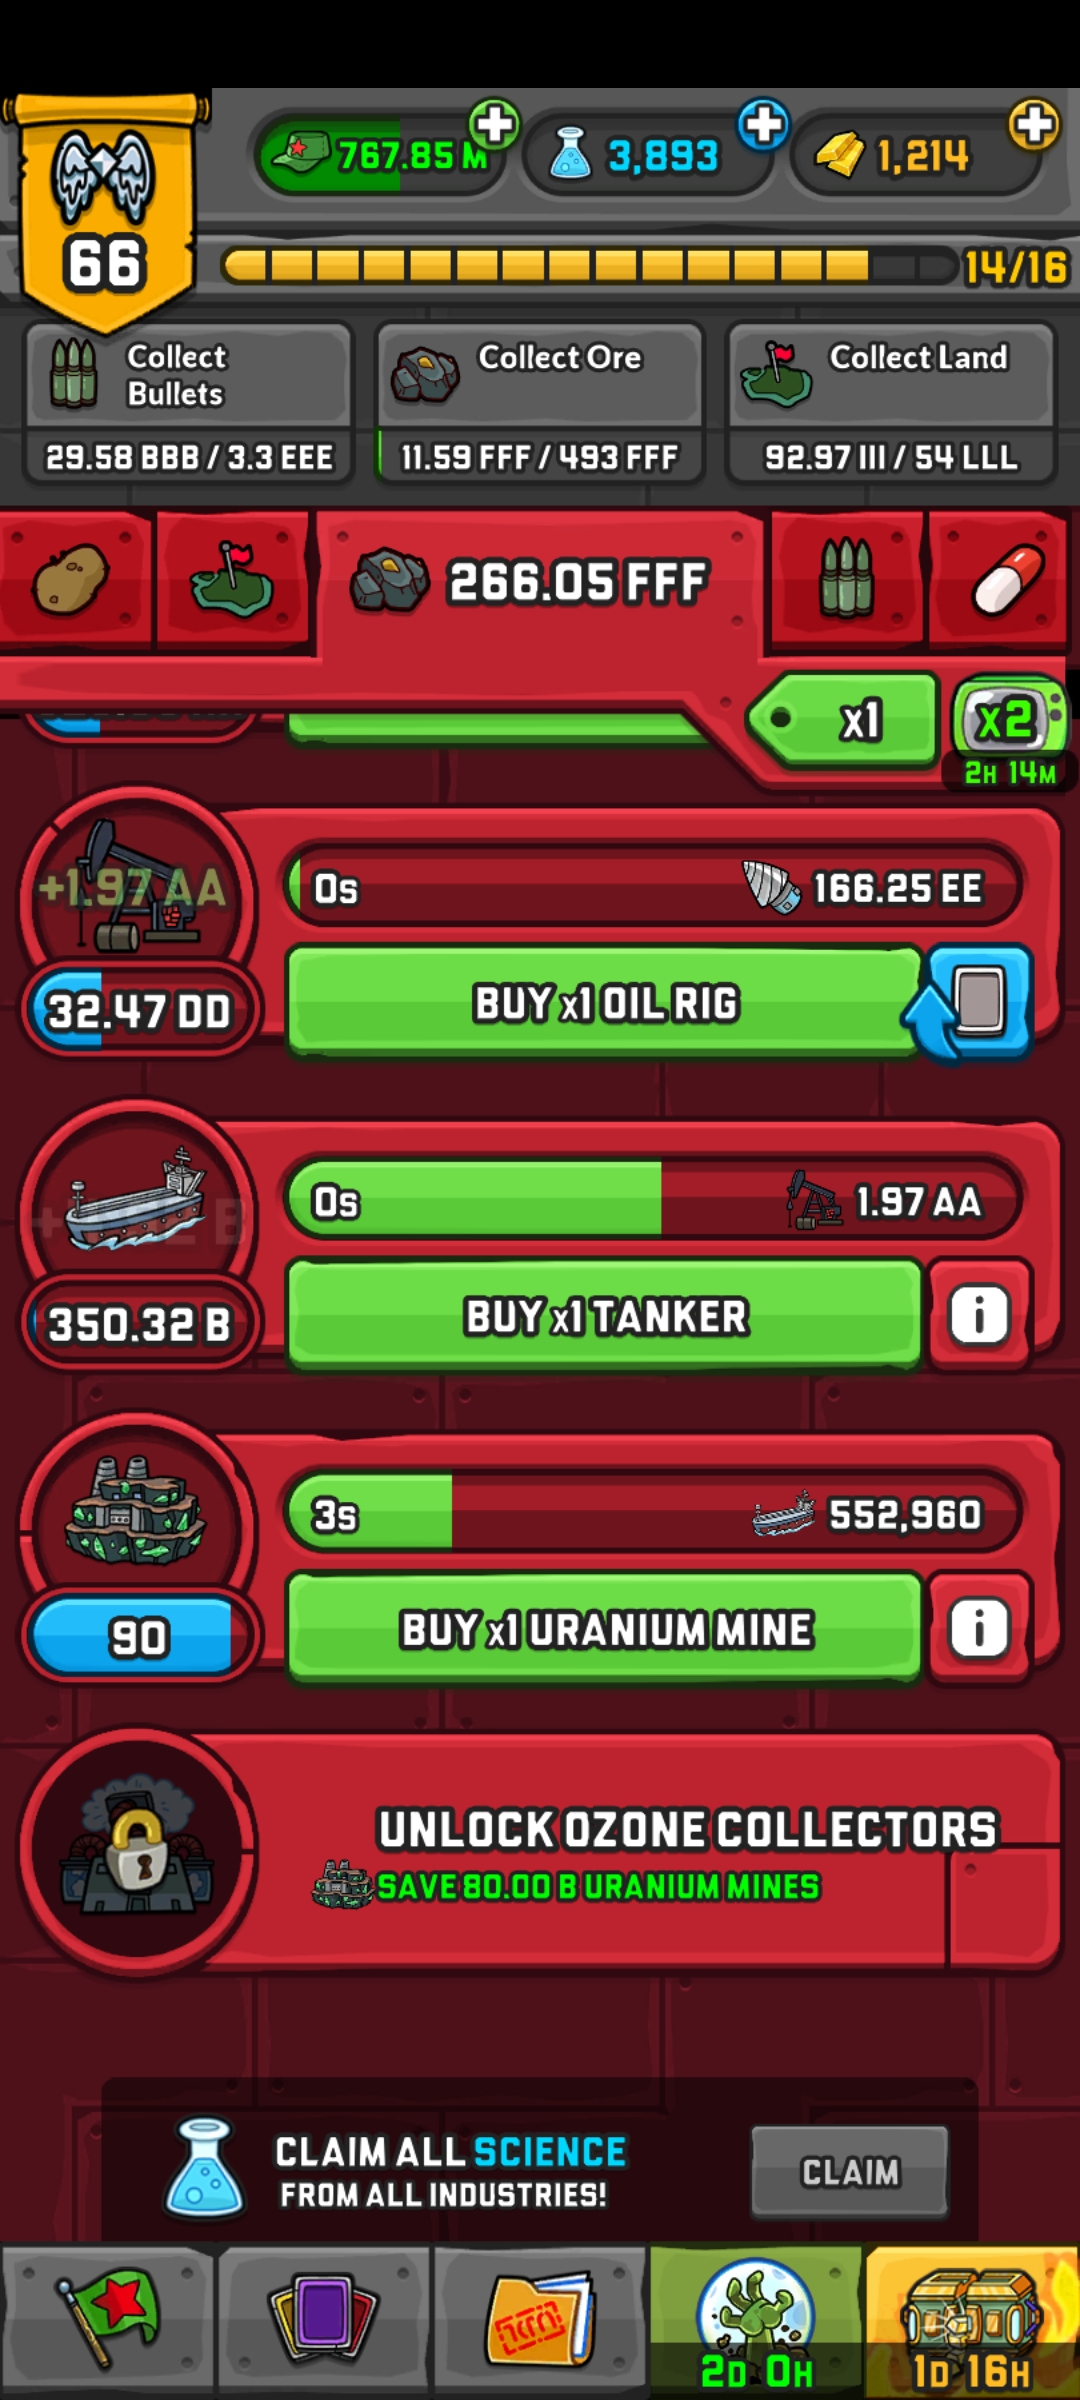 767.85 M
3,893
1,214
66
14/16
Collect
Bullets
Collect Ore
Collect Land
29.58 BBB / 3.3 EEE
11.59 FFF / 493 FFF
92.97 III / 54 LLL
266.05 FFF
x1
x2
2H 14M
+1.97 AA
0s
166.25 EE
32.47 DD
BUY x1 OIL RIG
0s
1.97 AA
350.32 B
BUY x1 TANKER
i
3s
552,960
90
BUY x1 URANIUM MINE
i
UNLOCK OZONE COLLECTORS
SAVE 80.00 B URANIUM MINES
CLAIM ALL SCIENCE
FROM ALL INDUSTRIES!
CLAIM
2D 0H
1D 16H